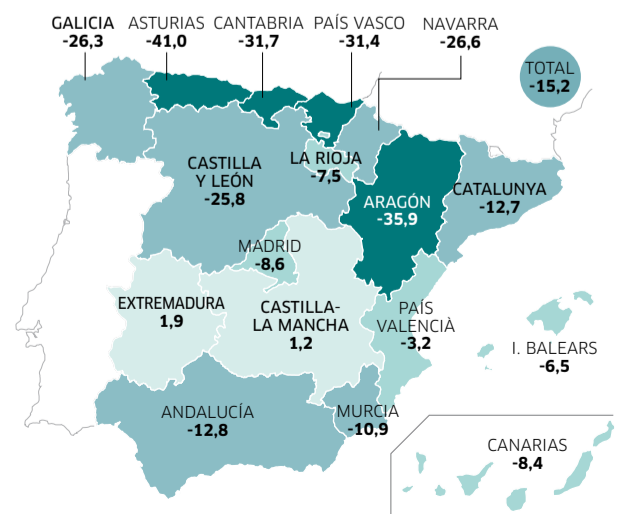 GALICIA
-26,3
ASTURIAS
-41,0
CANTABRIA
-31,7
PAÍS VASCO
-31,4
NAVARRA
-26,6
TOTAL
-15,2
CASTILLA
Y LEÓN
-25,8
LA RIOJA
-7,5
ARAGÓN
-35,9
CATALUNYA
-12,7
MADRID
-8,6
EXTREMADURA
1,9
CASTILLA-
LA MANCHA
1,2
PAÍS
VALENCIÀ
-3,2
I. BALEARS
-6,5
ANDALUCÍA
-12,8
MURCIA
-10,9
CANARIAS
-8,4